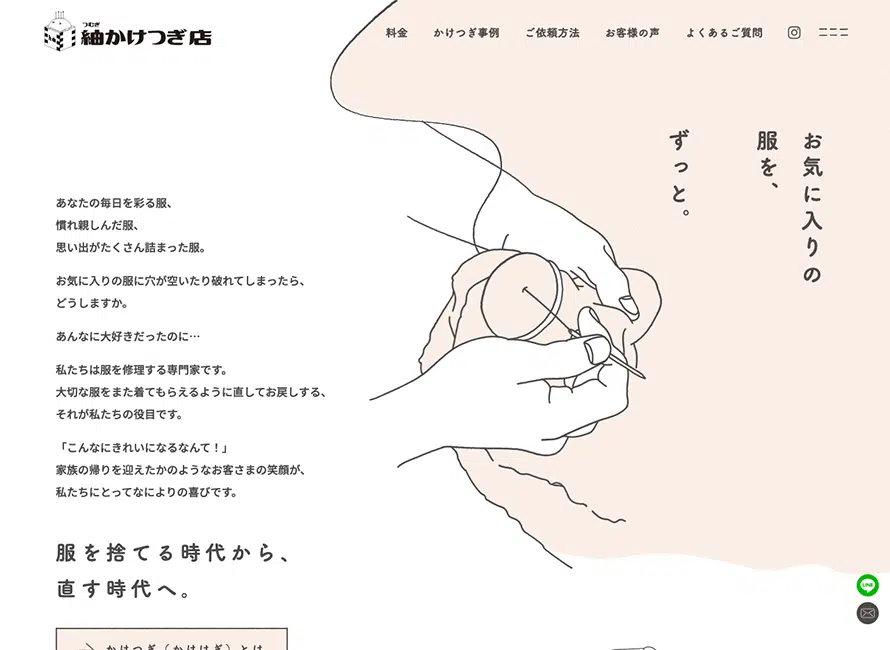 つむぎ
紬かけつぎ店
料金
かけつぎ事例
ご依頼方法
お客様の声
よくあるご質問
お気に入りの
服を、
ずっと。
あなたの毎日を彩る服、
慣れ親しんだ服、
思い出がたくさん詰まった服。
お気に入りの服に穴が空いたり破れてしまったら、
どうしますか。
あんなに大好きだったのに…
私たちは服を修理する専門家です。
大切な服をまた着てもらえるように直してお戻しする、
それが私たちの役目です。
「こんなにきれいになるなんて！」
家族の帰りを迎えたかのようなお客さまの笑顔が、
私たちにとってなによりの喜びです。
服を捨てる時代から、
直す時代へ。
かけつぎ（かけはぎ）とは
LINE